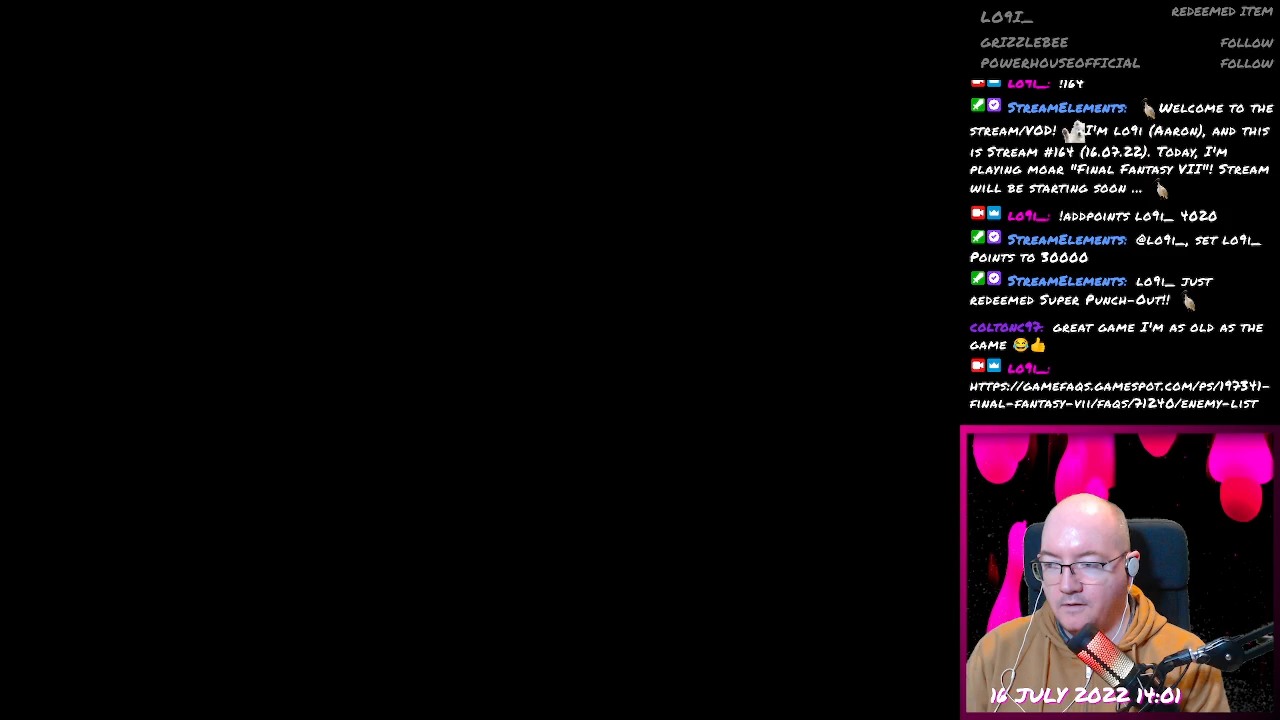 LO9I_ REDEEMED ITEM
GRIZZLEBEE FOLLOW
POWERHOUSEOFFICIAL FOLLOW
LO9I_: !164
STREAMELEMENTS: WELCOME TO THE
STREAM/VOD! I'M LO9I (AARON), AND THIS
IS STREAM #164 (16.07.22). TODAY, I'M
PLAYING MOAR "FINAL FANTASY VII"! STREAM
WILL BE STARTING SOON ...
LO9I_: !ADDPOINTS LO9I_ 4020
STREAMELEMENTS: @LO9I_, SET LO9I_
POINTS TO 30000
STREAMELEMENTS: LO9I_ JUST
REDEEMED SUPER PUNCH-OUT!!
COLTONC97: GREAT GAME I'M AS OLD AS THE
GAME 😂👍
LO9I_:
HTTPS://GAMEFAQS.GAMESPOT.COM/PS/197341-
FINAL-FANTASY-VII/FAQS/71240/ENEMY-LIST
16 JULY 2022 14:01